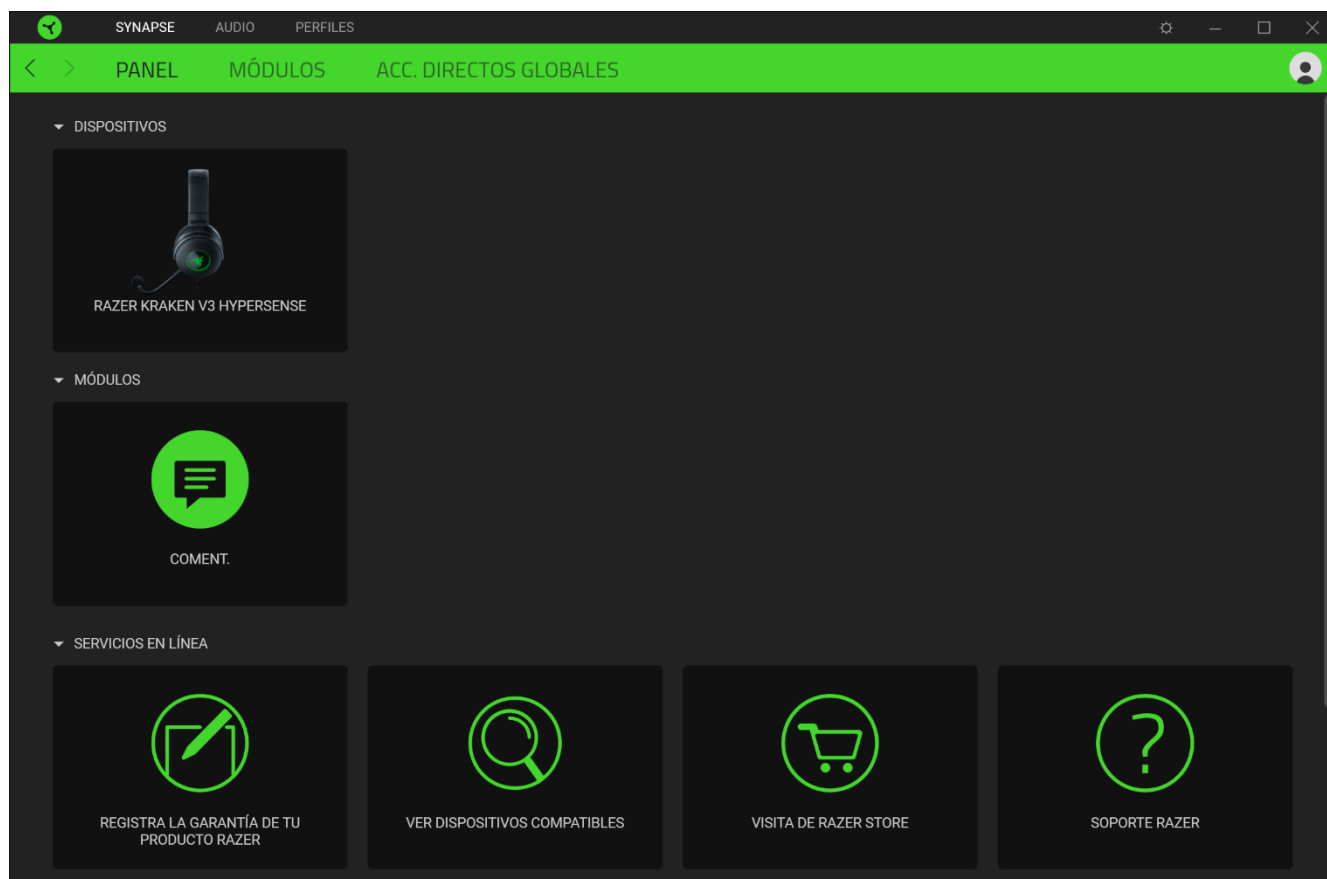 SYNAPSE AUDIO PERFILES
PANEL MÓDULOS ACC. DIRECTOS GLOBALES
DISPOSITIVOS
RAZER KRAKEN V3 HYPERSENSE
MÓDULOS
COMENT.
SERVICIOS EN LÍNEA
REGISTRA LA GARANTÍA DE TU
PRODUCTO RAZER
VER DISPOSITIVOS COMPATIBLES
VISITA DE RAZER STORE
SOPORTE RAZER